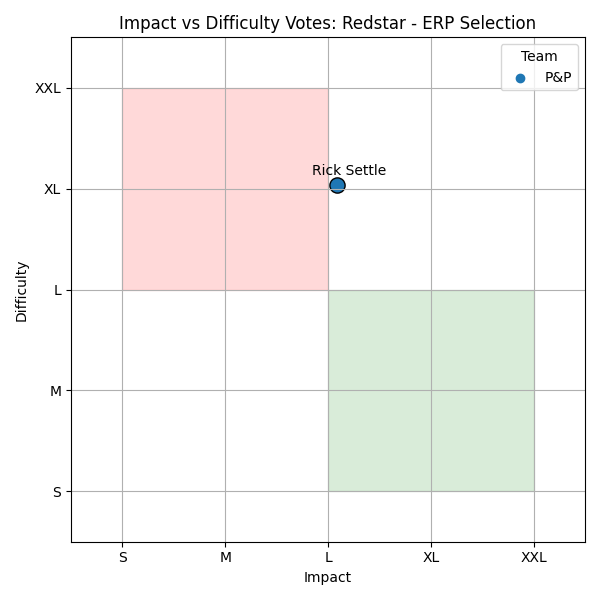 Impact vs Difficulty Votes: Redstar - ERP Selection
Team
P&P
XXL
XL
L
M
S
Difficulty
Rick Settle
S M L XL XXL
Impact